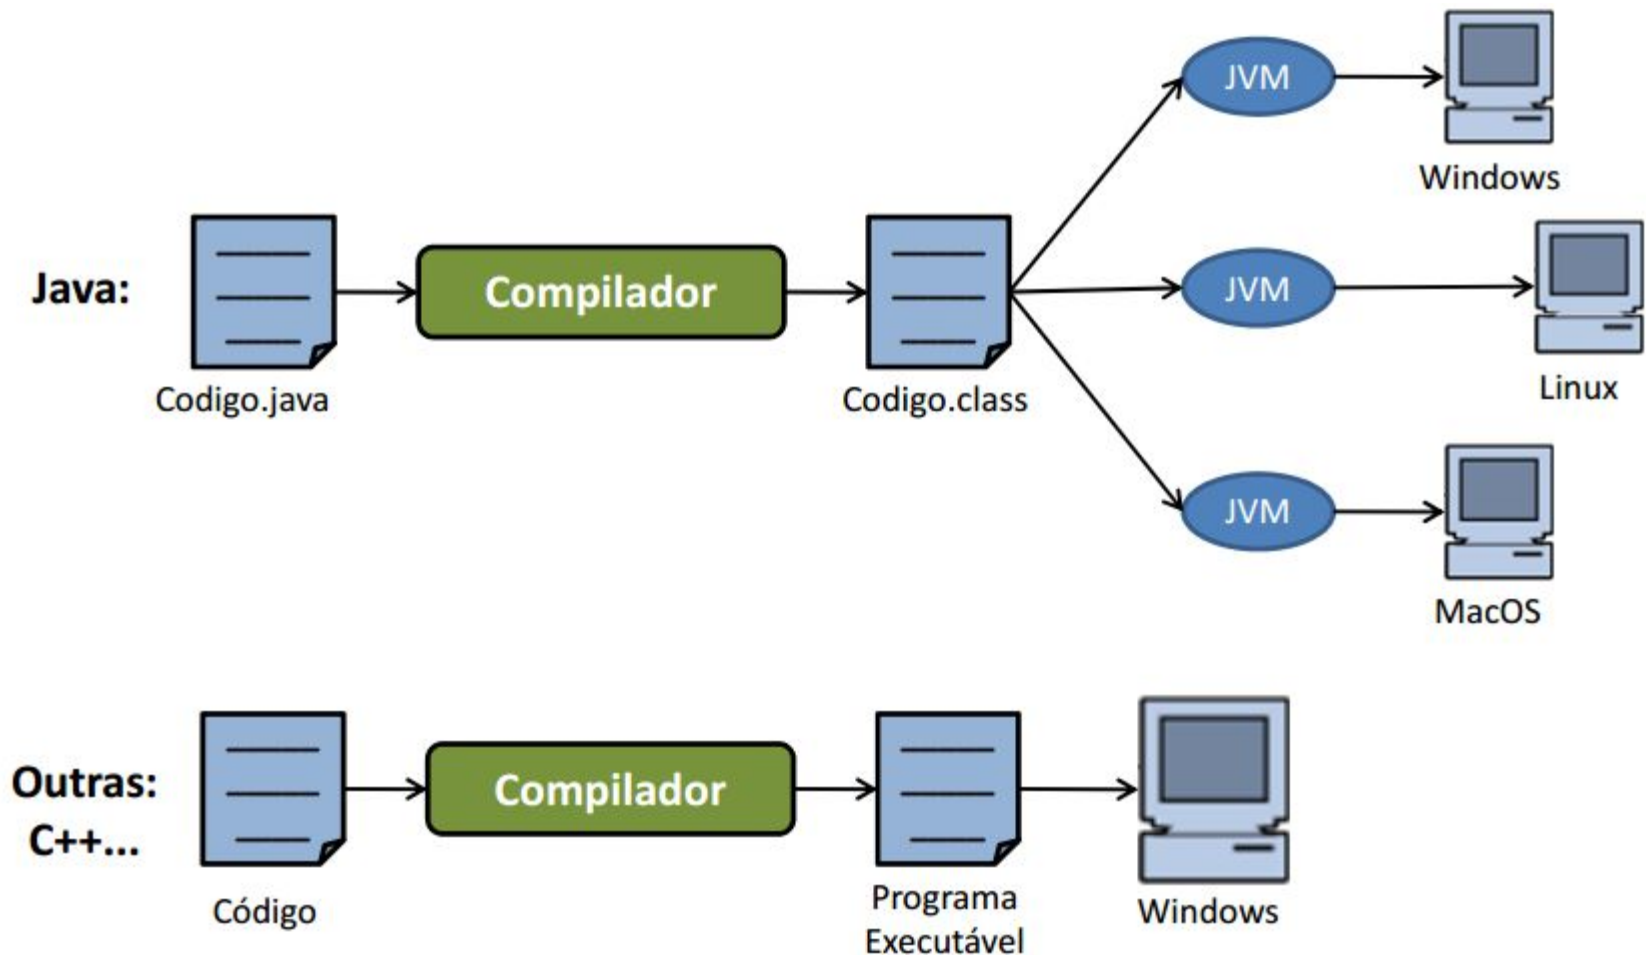 JVM
Windows
Java:
Compilador
JVM
Codigo.java
Codigo.class
Linux
JVM
MacOS
Outras:
C++...
Compilador
Código
Programa
Executável
Windows